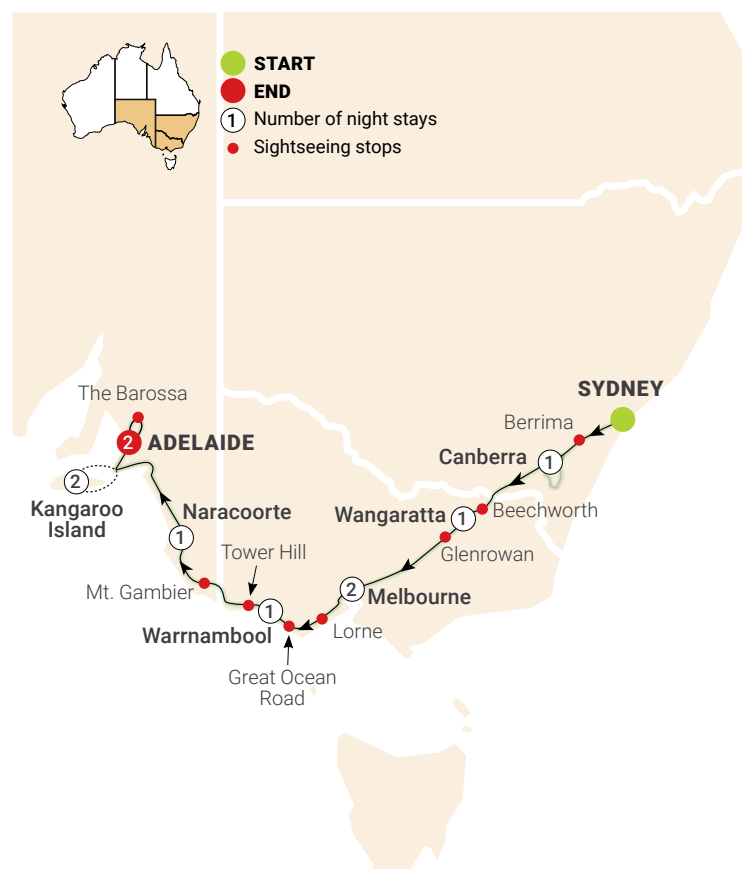 START
END
1 Number of night stays
Sightseeing stops
SYDNEY
The Barossa
Berrima
2 ADELAIDE
Canberra 1
2
Kangaroo
Island
Naracoorte
1
Wangaratta 1
Beechworth
Tower Hill
Glenrowan
Mt. Gambier
2 Melbourne
1
Warrnambool
Lorne
Great Ocean
Road